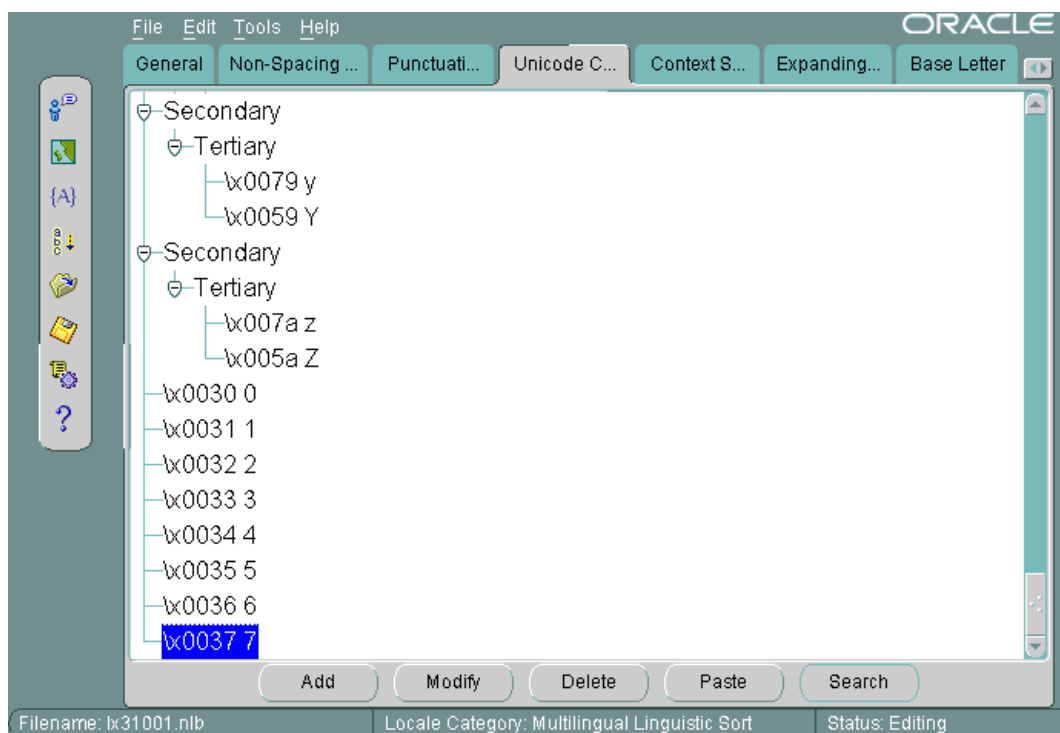 File Edit Tools Help ORACLE
General Non-Spacing ... Punctuati... Unicode C... Context S... Expanding... Base Letter
Secondary
Tertiary
\x0079 y
\x0059 Y
Secondary
Tertiary
\x007a z
\x005a Z
\x0030 0
\x0031 1
\x0032 2
\x0033 3
\x0034 4
\x0035 5
\x0036 6
\x0037 7
{A}
a
b
c
?
Add Modify Delete Paste Search
Filename: lx31001.nlb Locale Category: Multilingual Linguistic Sort Status: Editing